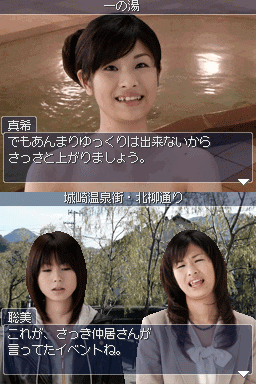 一の湯
真希
でもあんまりゆっくりは出来ないから
さっさと上がりましょう。
城崎温泉街・北柳通り
聡美
これが、さっき仲居さんが
言ってたイベントね。